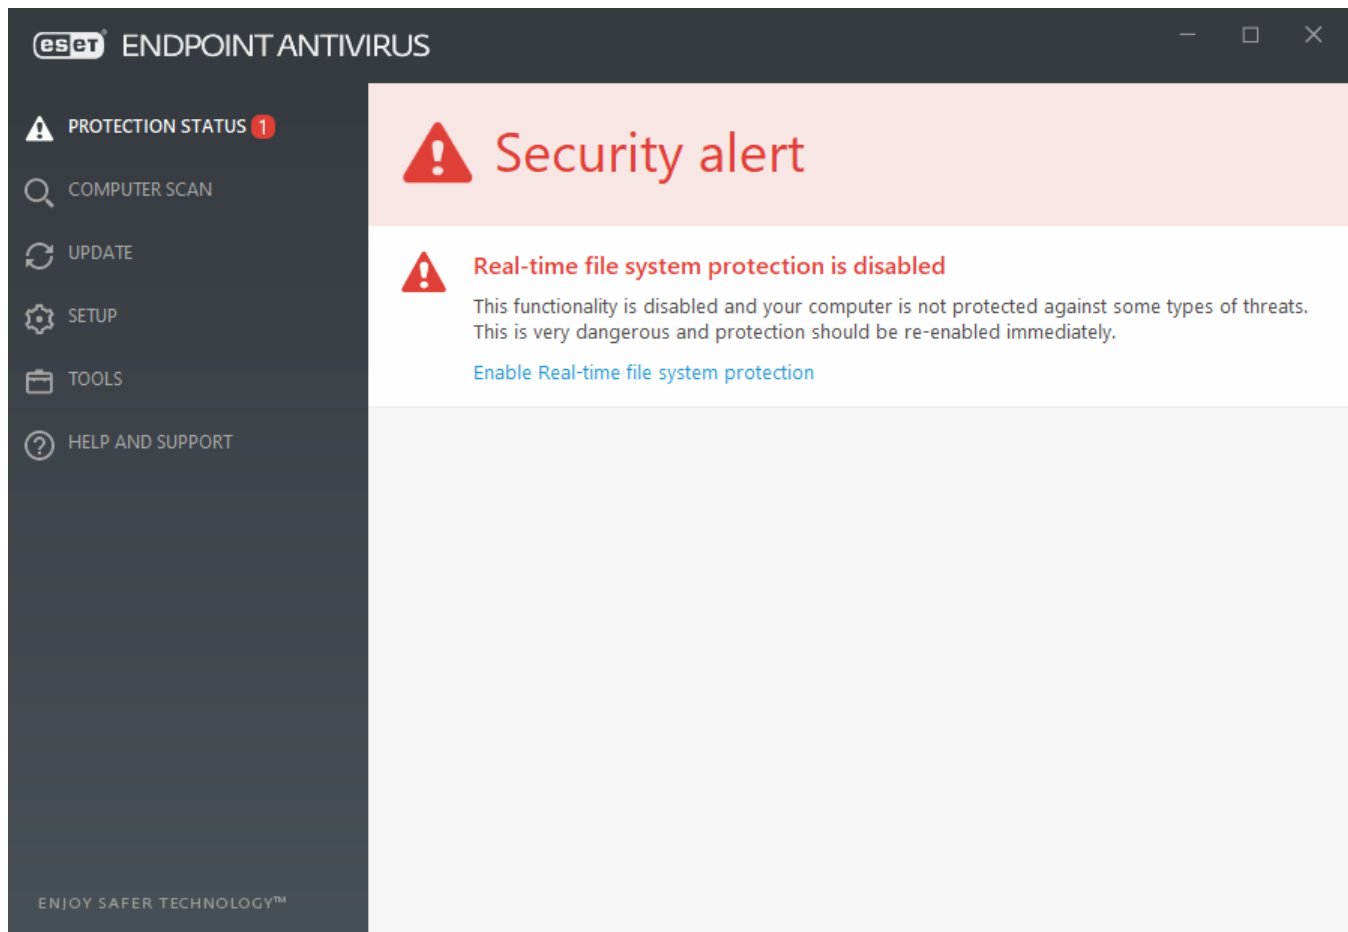 eset ENDPOINT ANTIVIRUS
PROTECTION STATUS 1
COMPUTER SCAN
UPDATE
SETUP
TOOLS
HELP AND SUPPORT
ENJOY SAFER TECHNOLOGY™
Security alert
Real-time file system protection is disabled
This functionality is disabled and your computer is not protected against some types of threats.
This is very dangerous and protection should be re-enabled immediately.
Enable Real-time file system protection